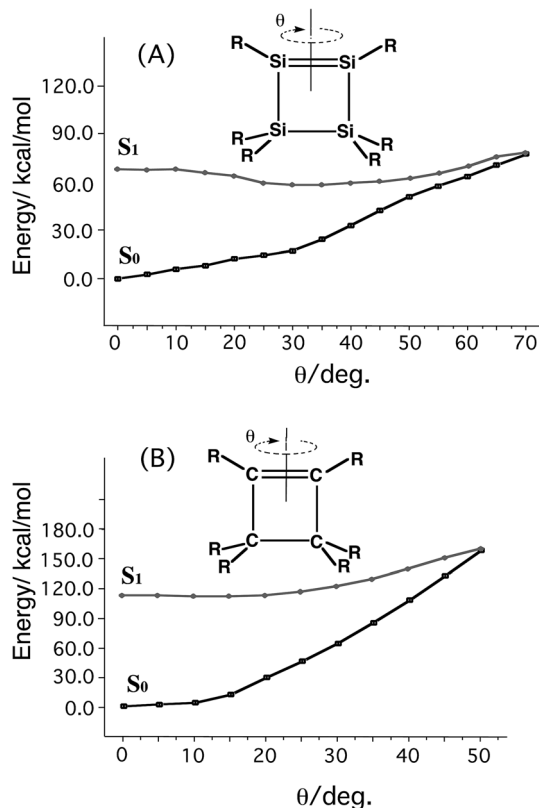 (A)
θ
R
R
Si
Si
Si
Si
R
R
R
R
Energy/ kcal/mol
120.0
90.0
60.0
30.0
0.0
S1
S0
0 10 20 30 40 50 60 70
θ/deg.
(B)
θ
R
R
C
C
C
C
R
R
R
R
Energy/ kcal/mol
180.0
150.0
120.0
90.0
60.0
30.0
0.0
S1
S0
0 10 20 30 40 50
θ/deg.